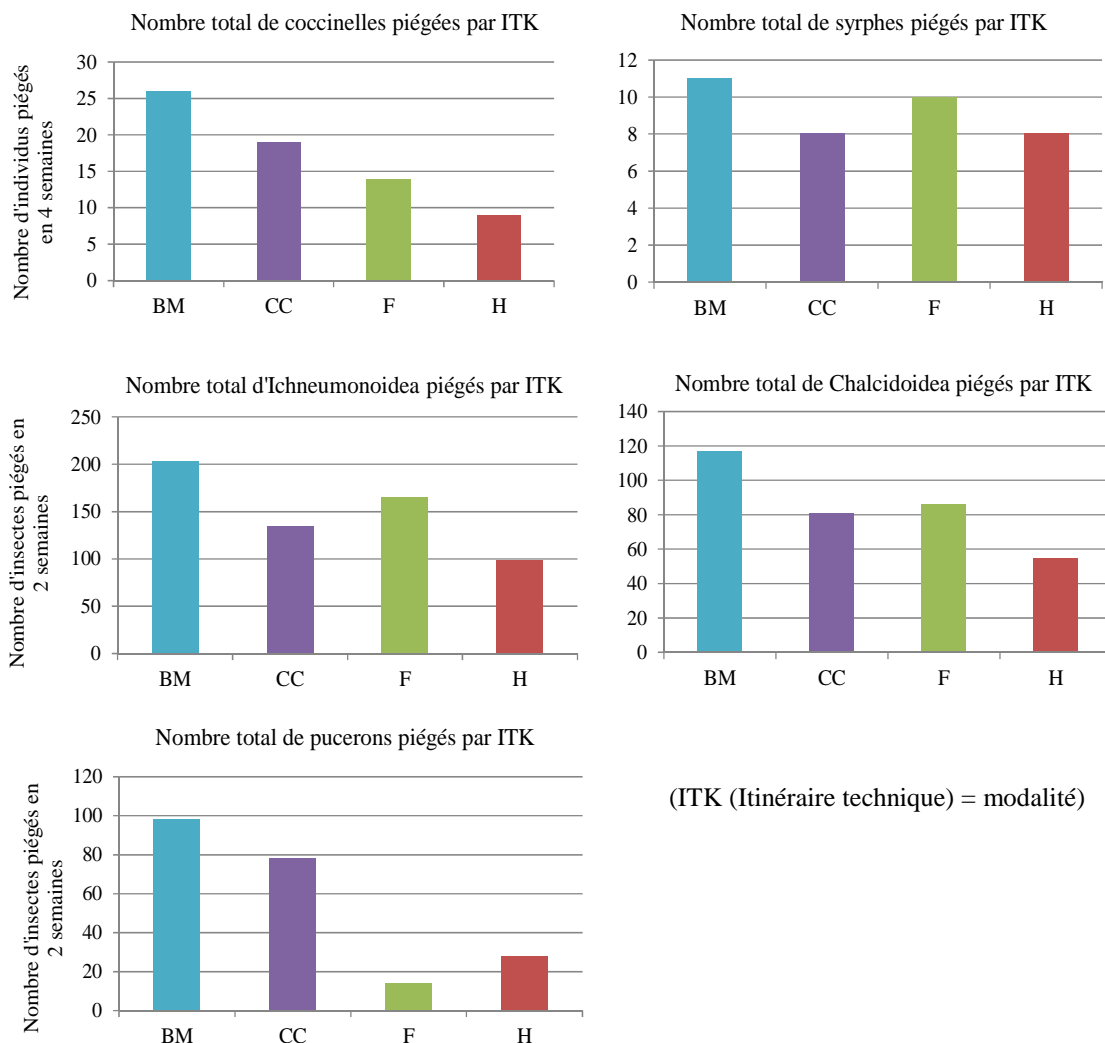 Nombre total de coccinelles piégées par ITK
Nombre d'individus piégés
en 4 semaines
30
25
20
15
10
5
0
BM CC F H
Nombre total de syrphes piégés par ITK
12
10
8
6
4
2
0
BM CC F H
Nombre total d'Ichneumonoidea piégés par ITK
Nombre d'insectes piégés en
2 semaines
250
200
150
100
50
0
BM CC F H
Nombre total de Chalcidoidea piégés par ITK
140
120
100
80
60
40
20
0
BM CC F H
Nombre total de pucerons piégés par ITK
Nombre d'insectes piégés en
2 semaines
120
100
80
60
40
20
0
BM CC F H
(ITK (Itinéraire technique) = modalité)